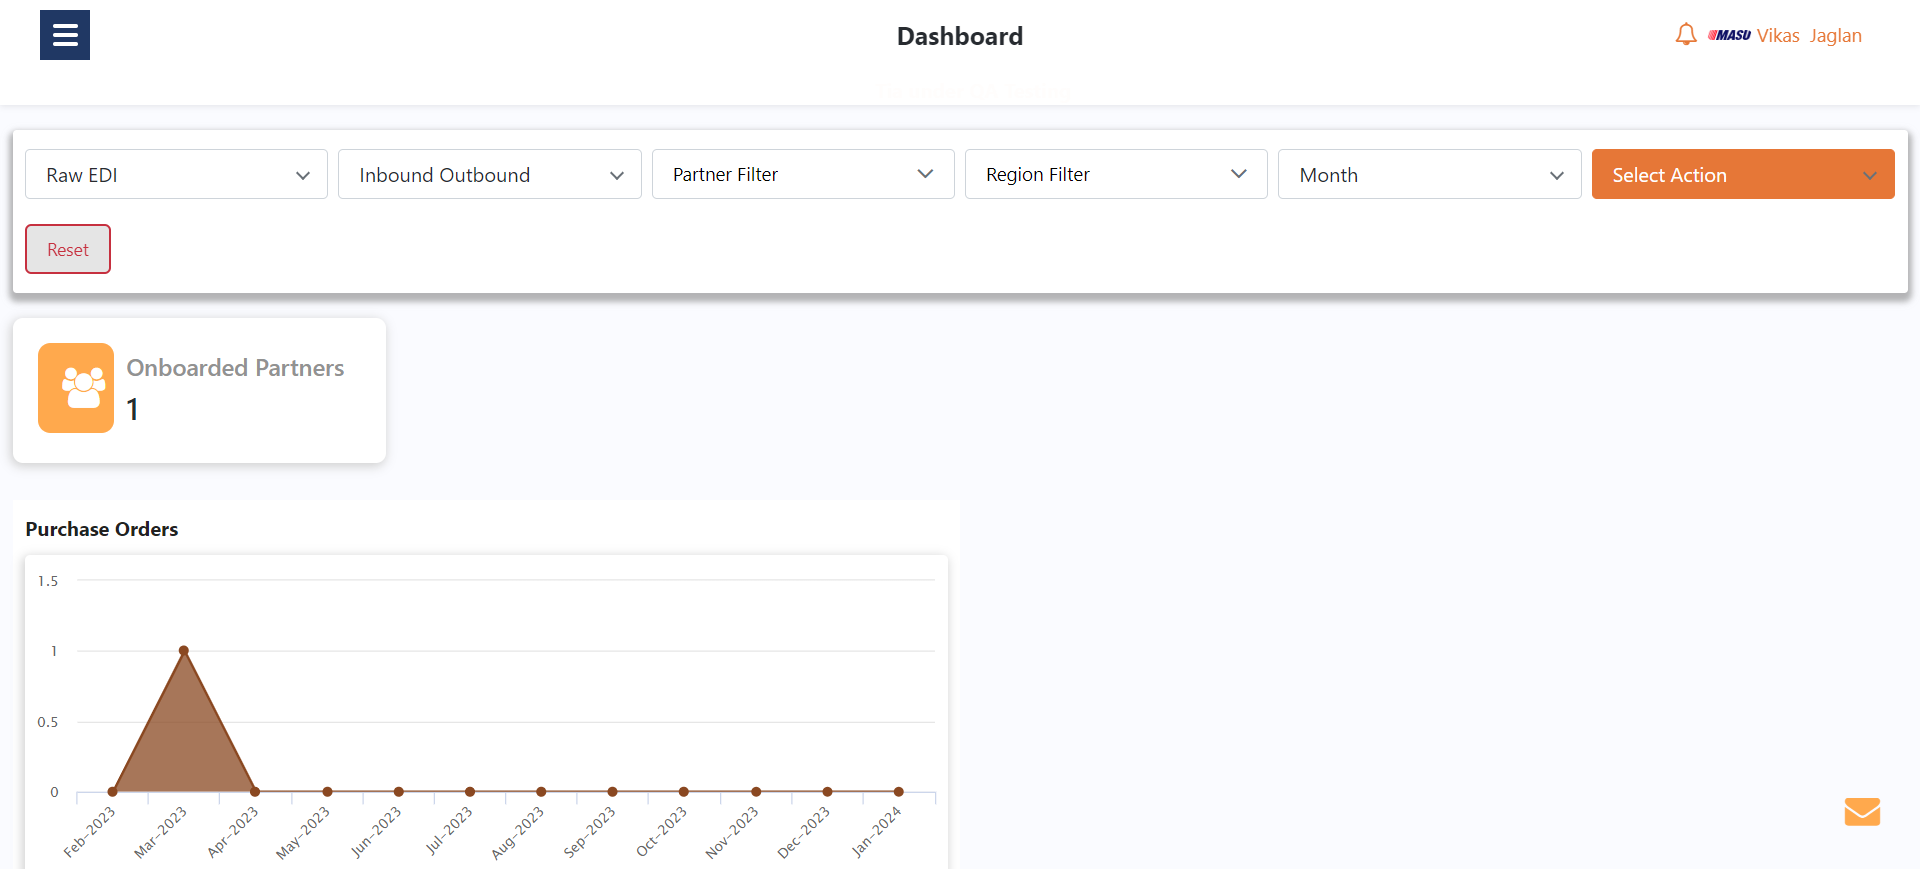 Dashboard
MASU Vikas Jaglan
Raw EDI
Inbound Outbound
Partner Filter
Region Filter
Month
Select Action
Reset
Onboarded Partners
1
Purchase Orders
1.5
1
0.5
0
Feb-2023
Mar-2023
Apr-2023
May-2023
Jun-2023
Jul-2023
Aug-2023
Sep-2023
Oct-2023
Nov-2023
Dec-2023
Jan-2024